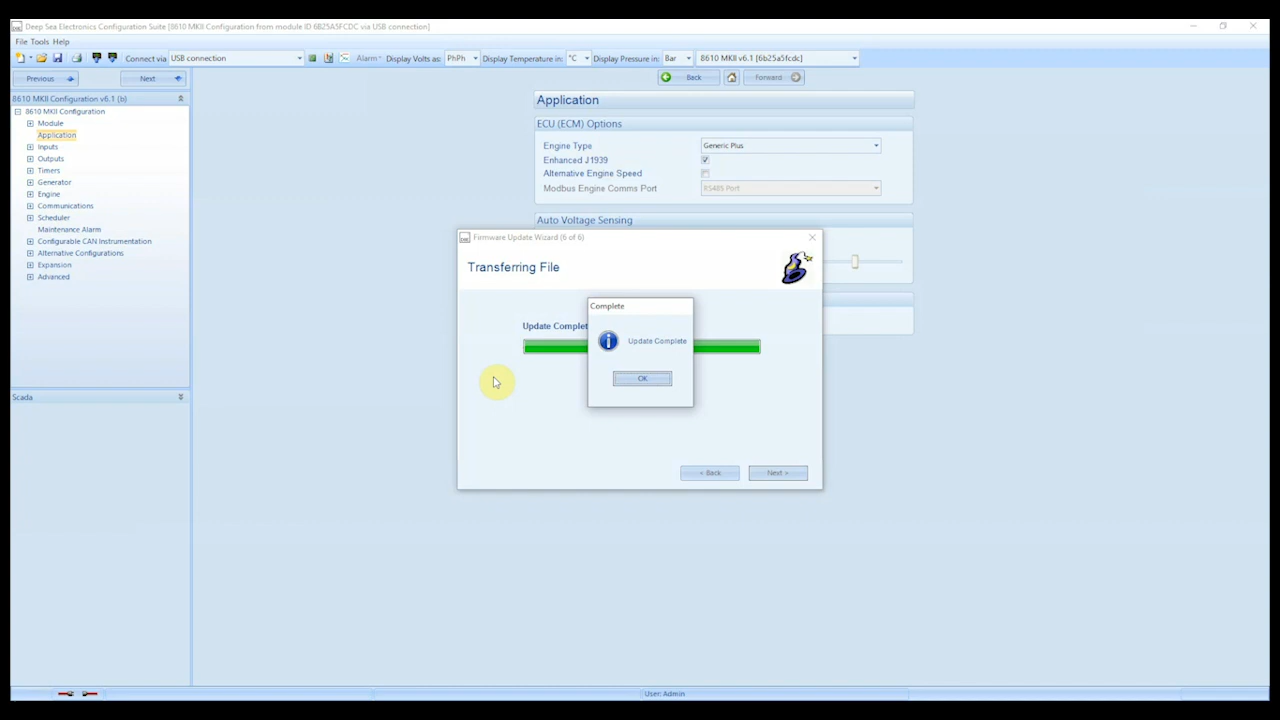 Deep Sea Electronics Configuration Suite [8610 MKII Configuration from module ID 6B25A5FCDC via USB connection]
File Tools Help
Connect via USB connection Alarm Display Volts as: PhPh Display Temperature in: °C Display Pressure in: Bar 8610 MKII v6.1 [6b25a5fcdc]
Previous Next Back Forward
8610 MKII Configuration v6.1 (b)
8610 MKII Configuration
Module
Application
Inputs
Outputs
Timers
Generator
Engine
Communications
Scheduler
Maintenance Alarm
Configurable CAN Instrumentation
Alternative Configurations
Expansion
Advanced
Scada
Application
ECU (ECM) Options
Engine Type Generic Plus
Enhanced J1939
Alternative Engine Speed
Modbus Engine Comms Port RS485 Port
Auto Voltage Sensing
Firmware Update Wizard (6 of 6)
Transferring File
Update Complet
Complete
Update Complete
OK
< Back Next >
User: Admin